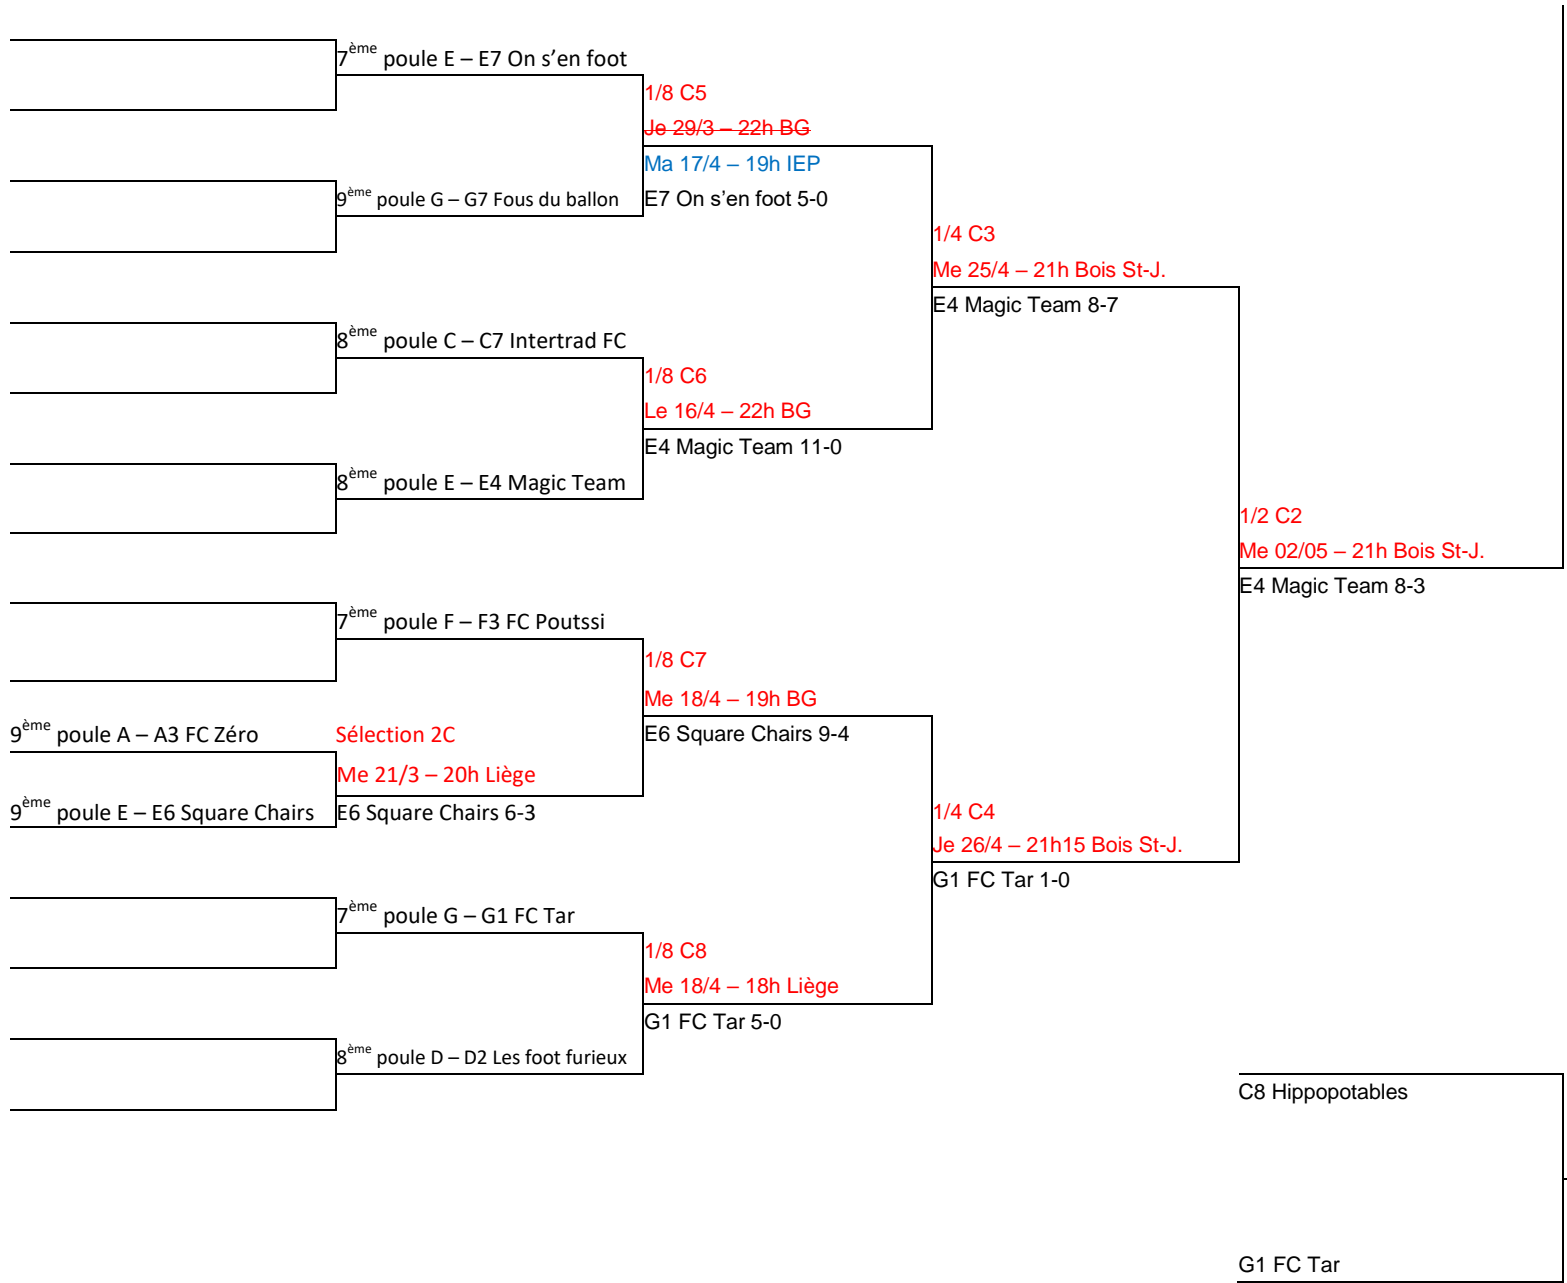 7ème poule E – E7 On s'en foot
1/8 C5
Je 29/3 – 22h BG
Ma 17/4 – 19h IEP
9ème poule G – G7 Fous du ballon
E7 On s'en foot 5-0
1/4 C3
Me 25/4 – 21h Bois St-J.
E4 Magic Team 8-7
8ème poule C – C7 Intertrad FC
1/8 C6
Le 16/4 – 22h BG
E4 Magic Team 11-0
8ème poule E – E4 Magic Team
1/2 C2
Me 02/05 – 21h Bois St-J.
E4 Magic Team 8-3
7ème poule F – F3 FC Poutssi
1/8 C7
Me 18/4 – 19h BG
E6 Square Chairs 9-4
9ème poule A – A3 FC Zéro
Sélection 2C
Me 21/3 – 20h Liège
9ème poule E – E6 Square Chairs
E6 Square Chairs 6-3
1/4 C4
Je 26/4 – 21h15 Bois St-J.
G1 FC Tar 1-0
7ème poule G – G1 FC Tar
1/8 C8
Me 18/4 – 18h Liège
G1 FC Tar 5-0
8ème poule D – D2 Les foot furieux
C8 Hippopotables
G1 FC Tar